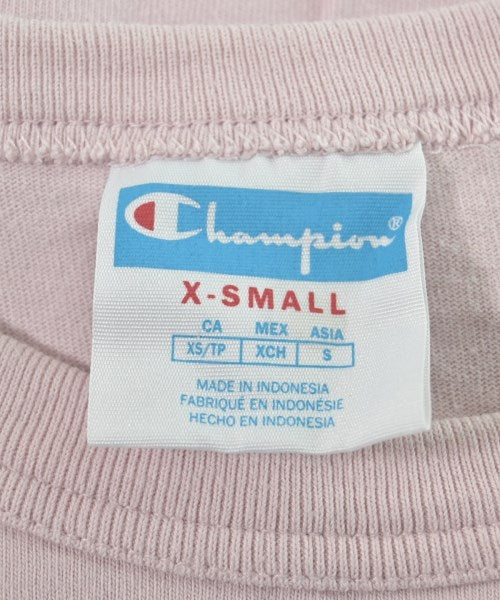 Champion®
X-SMALL
CA MEX ASIA
XS/TP XCH S
MADE IN INDONESIA
FABRIQUÉ EN INDONÉSIE
HECHO EN INDONESIA